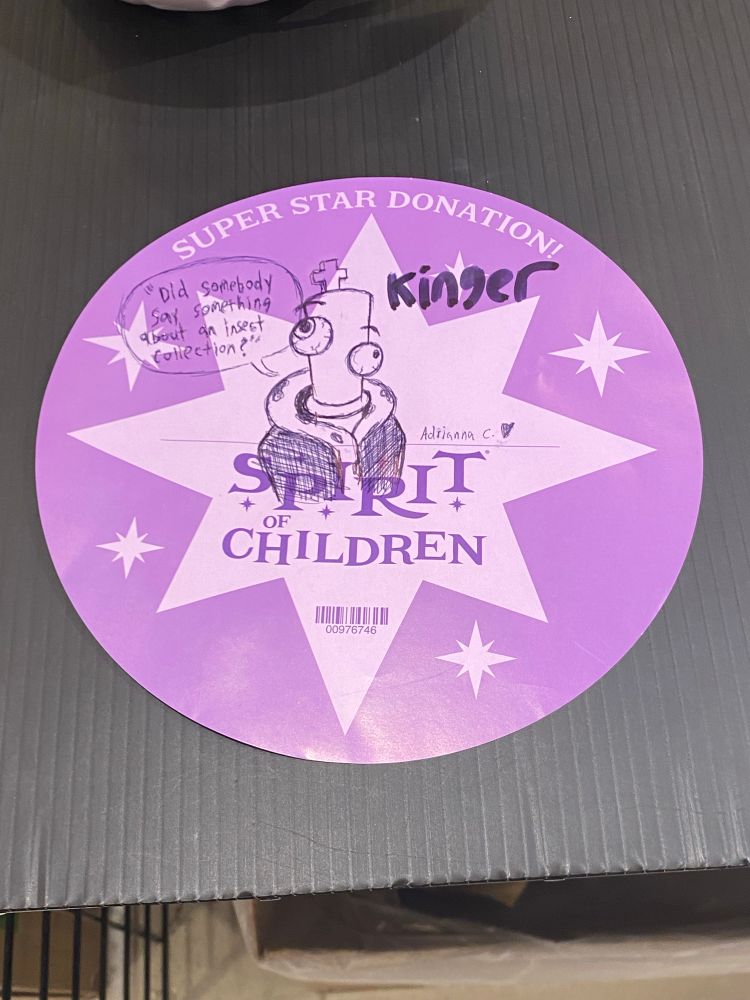 SUPER STAR DONATION!
"Did somebody
say something
about an insect
collection?"
Kinger
Adrianna C. ♥
SPIRIT®
OF
CHILDREN
00976746